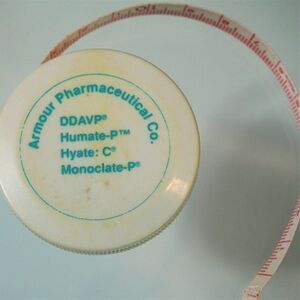 Armour Pharmaceutical Co.
DDAVP®
Humate-P™
Hyate: C®
Monoclate-P®